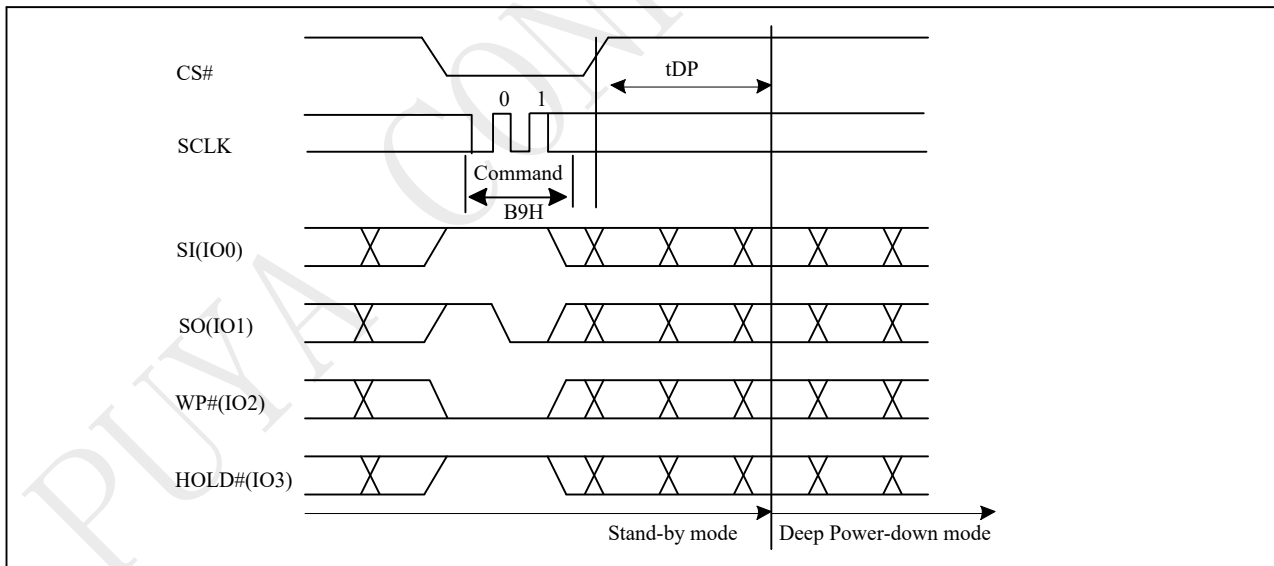 CS#
tDP
0 1
SCLK
Command
B9H
SI(IO0)
SO(IO1)
WP#(IO2)
HOLD#(IO3)
Stand-by mode
Deep Power-down mode
PUYA